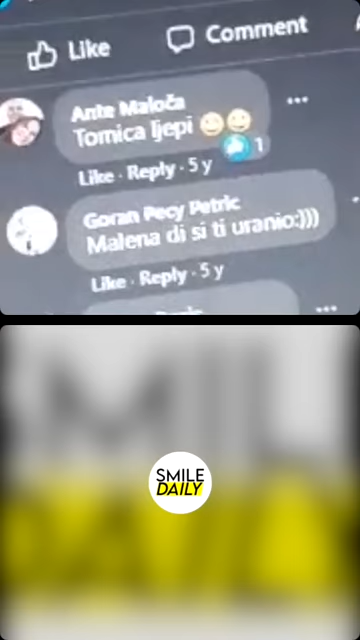 Like Comment
Ante Maloča
Tomica ljepi
1
Like · Reply · 5 y
Goran Pecy Petric
Malena di si ti uranio:)))
Like · Reply · 5 y
SMILE
DAILY